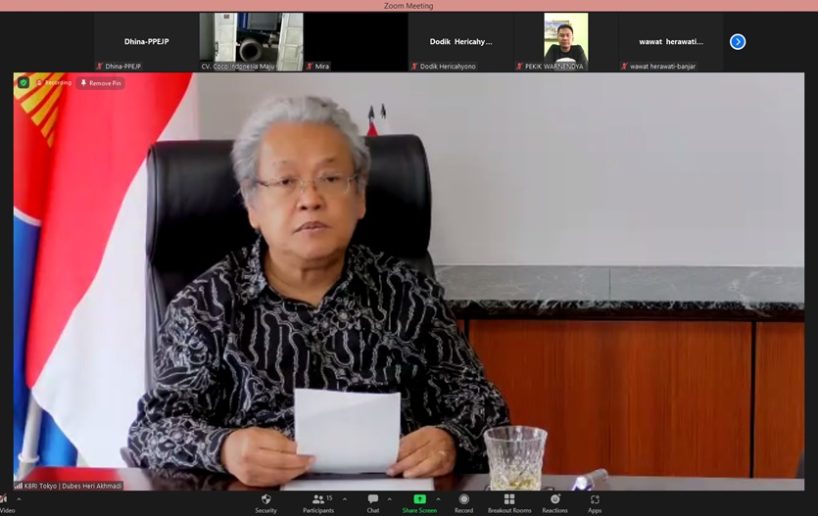 Zoom Meeting
Dhina-PPEJP
Dodik Hericahy...
wawat herawati...
Dhina-PPEJP
CV. Coco Indonesia Maju
Mira
Dodik Hericahyono
PEKIK WARNENDYA
wawat herawati-banjar
Recording
Remove Pin
KBRI Tokyo | Dubes Heri Akhmadi
Video
Security
Participants
15
Chat
Share Screen
Record
Breakout Rooms
Reactions
Apps